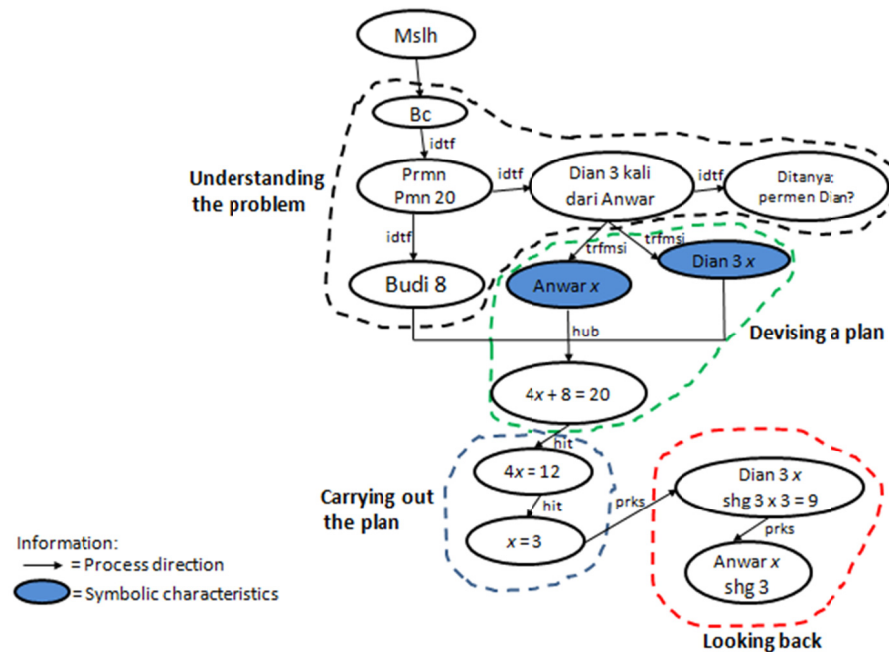 Mslh
Bc
idtf
Understanding
the problem
Prmn
Pmn 20
idtf
Dian 3 kali
dari Anwar
idtf
Ditanya:
permen Dian?
idtf
trfmsi
trfmsi
Budi 8
Anwar x
Dian 3 x
hub
Devising a plan
4x + 8 = 20
hit
4x = 12
Carrying out
the plan
hit
x = 3
prks
Dian 3 x
shg 3 x 3 = 9
prks
Anwar x
shg 3
Looking back
Information:
= Process direction
= Symbolic characteristics